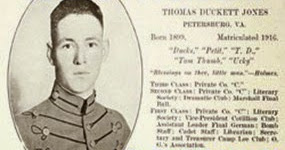 THOMAS DUCKETT JONES
PETERSBURG, VA.
Born 1899. Matriculated 1916.
"Ducks," "Petit," "T. D.,"
"Tom Thumb," "Ucky"
"Blessings on thee, little man."—Holmes.
THIRD CLASS: Private Co. "C"
SECOND CLASS: Private Co. "C"; Literary
Society; Dramatic Club; Marshall Final
Ball.
FIRST CLASS: Private Co. "C"; Literary
Society; Vice-President Cotillion Club;
Assistant Leader Final German; Bomb
Staff; Cadet Staff; Librarian; Secre-
tary and Treasurer Camp Lee Club; O.
G.'s Association.